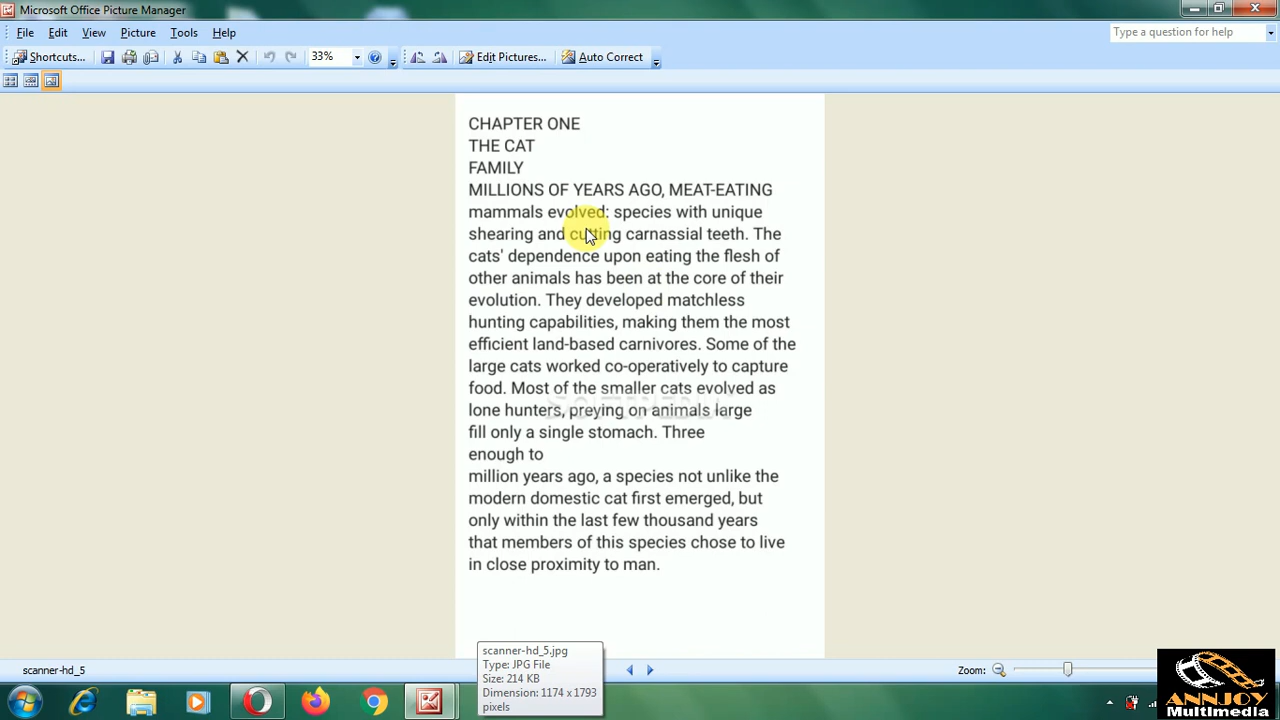 Microsoft Office Picture Manager
File Edit View Picture Tools Help
Type a question for help
Shortcuts... 33% Edit Pictures... Auto Correct
CHAPTER ONE
THE CAT
FAMILY
MILLIONS OF YEARS AGO, MEAT-EATING
mammals evolved: species with unique
shearing and cutting carnassial teeth. The
cats' dependence upon eating the flesh of
other animals has been at the core of their
evolution. They developed matchless
hunting capabilities, making them the most
efficient land-based carnivores. Some of the
large cats worked co-operatively to capture
food. Most of the smaller cats evolved as
lone hunters, preying on animals large
fill only a single stomach. Three
enough to
million years ago, a species not unlike the
modern domestic cat first emerged, but
only within the last few thousand years
that members of this species chose to live
in close proximity to man.
scanner-hd_5.jpg
Type: JPG File
Size: 214 KB
Dimension: 1174 x 1793
pixels
scanner-hd_5
Zoom:
ANNJOY
Multimedia